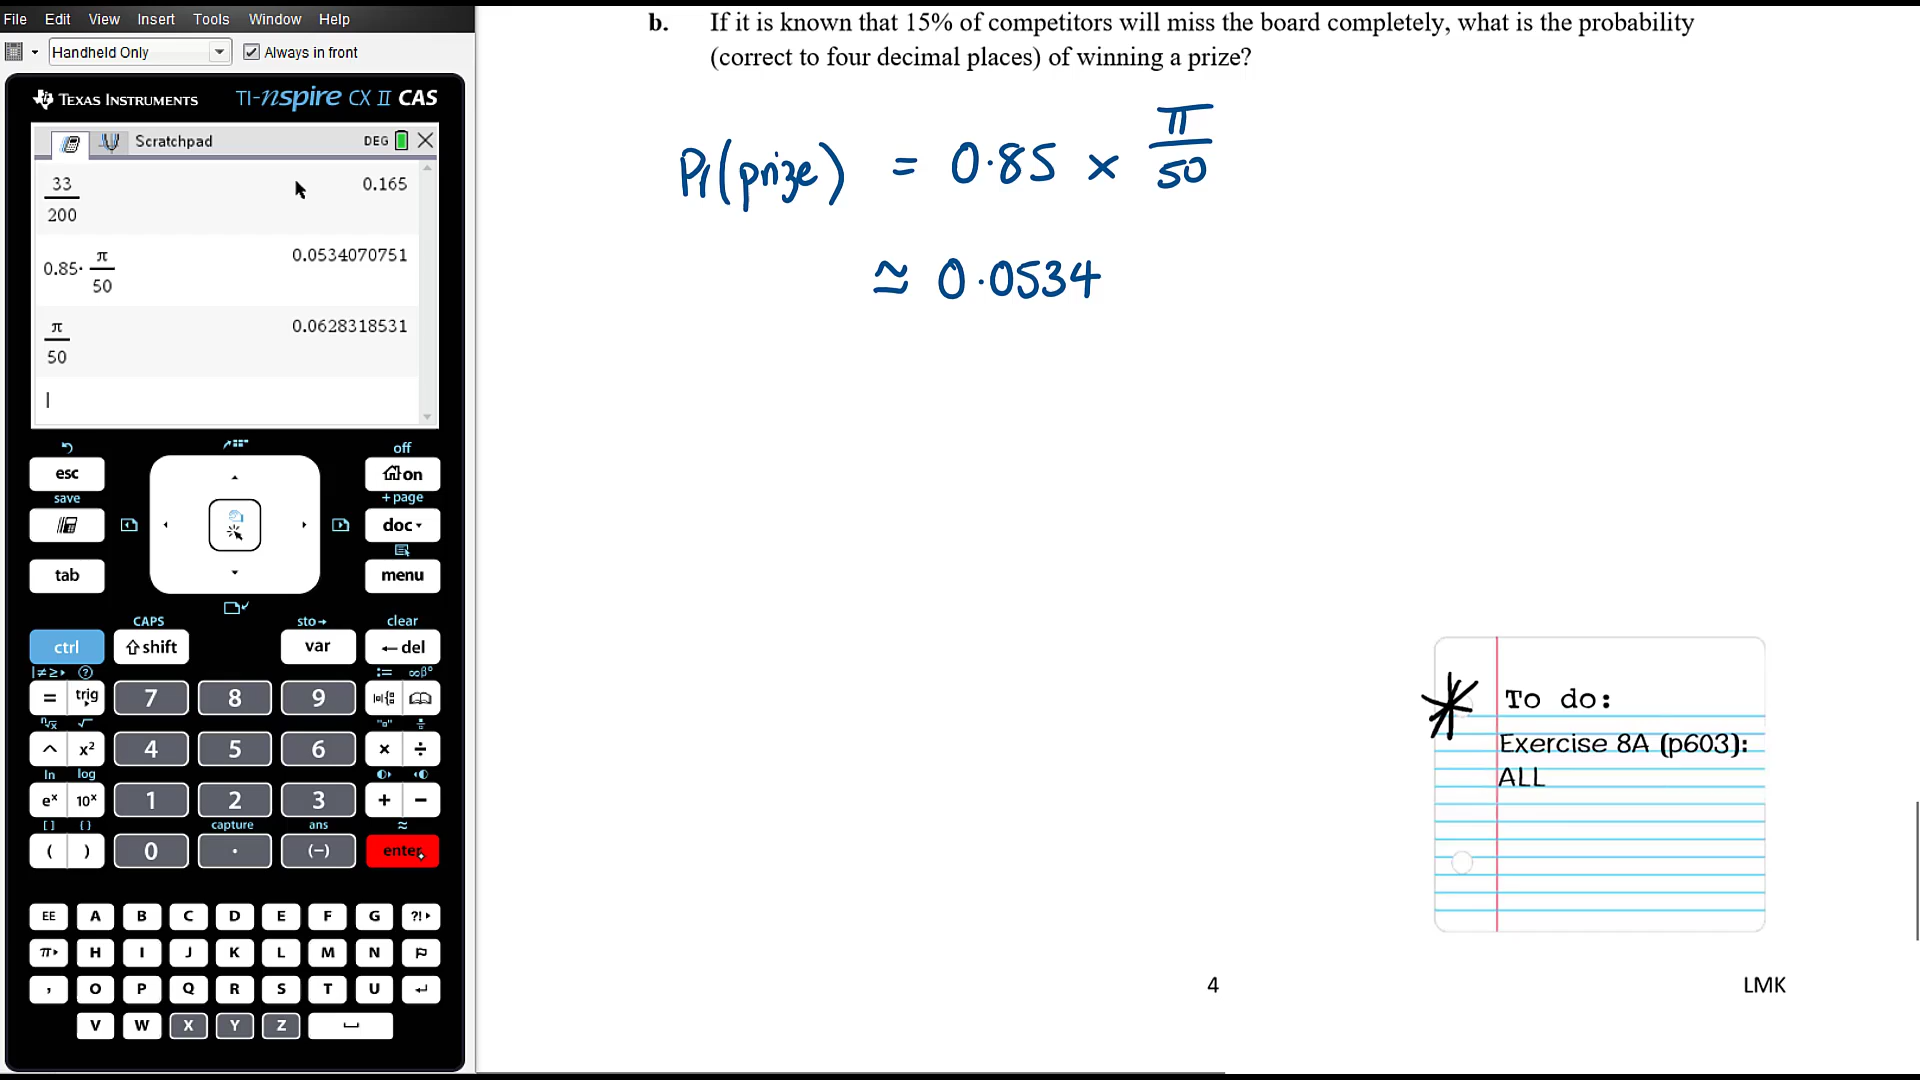 File Edit View Insert Tools Window Help
Handheld Only Always in front
TEXAS INSTRUMENTS TI-nspire CX II CAS
Scratchpad DEG
33/200 0.165
0.85·π/50 0.0534070751
π/50 0.0628318531
off
esc on
save + page
doc
tab menu
CAPS sto→ clear
ctrl shift var ←del
|≠≥▸ ? := ∞β°
= trig 7 8 9 |□|{
ⁿ√x √ "□" ÷
^ x² 4 5 6 × ÷
ln log
eˣ 10ˣ 1 2 3 + −
[ ] { } capture ans ≈
( ) 0 . (−) enter
EE A B C D E F G ?!▸
π▸ H I J K L M N
, O P Q R S T U ↵
V W X Y Z
b. If it is known that 15% of competitors will miss the board completely, what is the probability
(correct to four decimal places) of winning a prize?
Pr(prize) = 0.85 × π/50
≈ 0.0534
To do:
Exercise 8A (p603):
ALL
4 LMK